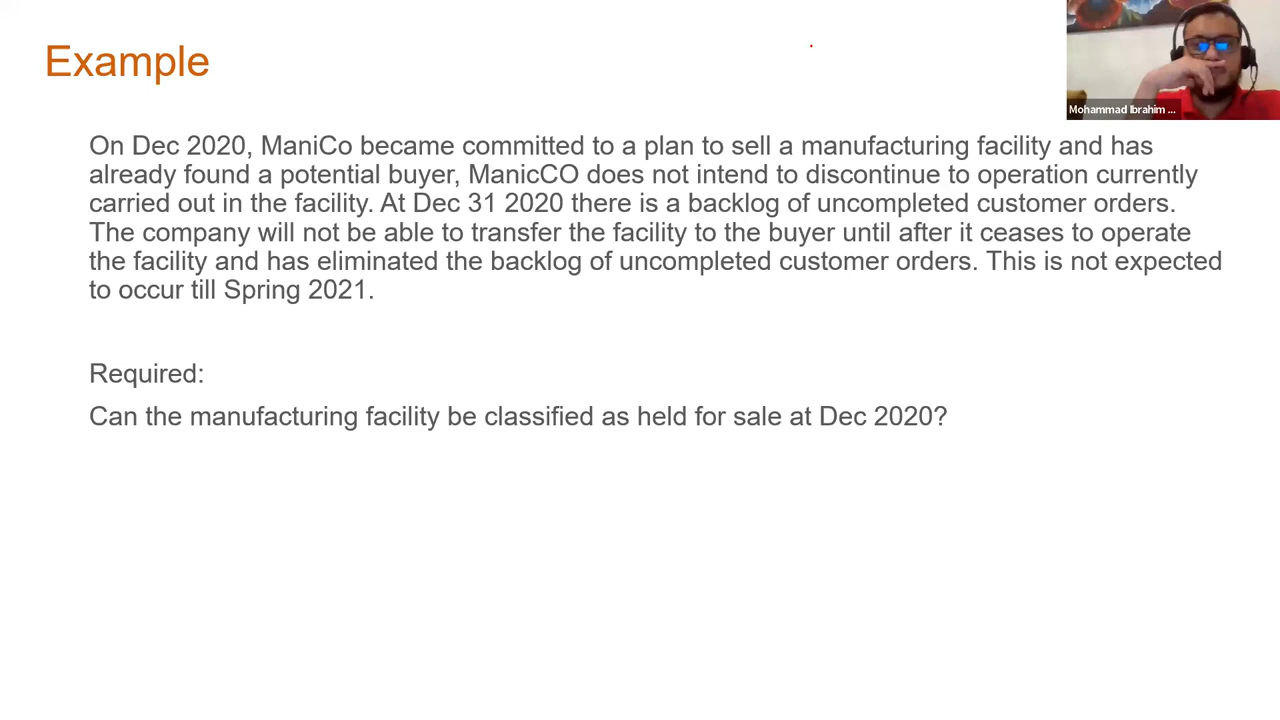 Example
Mohammad Ibrahim ...
On Dec 2020, ManiCo became committed to a plan to sell a manufacturing facility and has
already found a potential buyer, ManicCO does not intend to discontinue to operation currently
carried out in the facility. At Dec 31 2020 there is a backlog of uncompleted customer orders.
The company will not be able to transfer the facility to the buyer until after it ceases to operate
the facility and has eliminated the backlog of uncompleted customer orders. This is not expected
to occur till Spring 2021.
Required:
Can the manufacturing facility be classified as held for sale at Dec 2020?